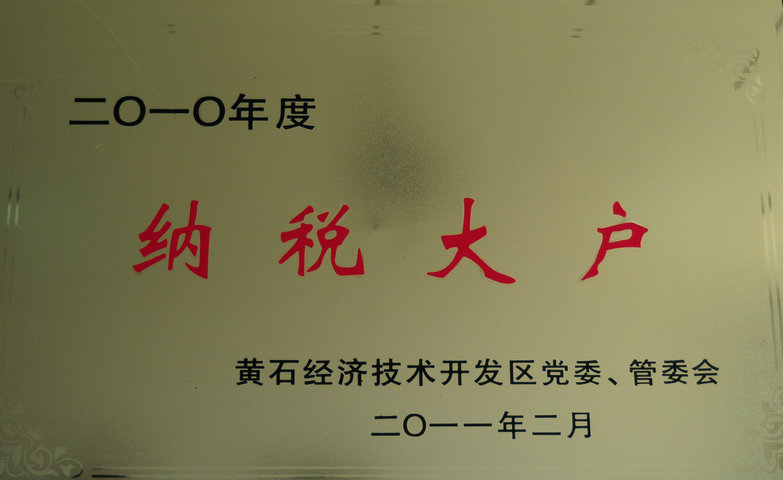 二〇一〇年度
纳税大户
黄石经济技术开发区党委、管委会
二〇一一年二月